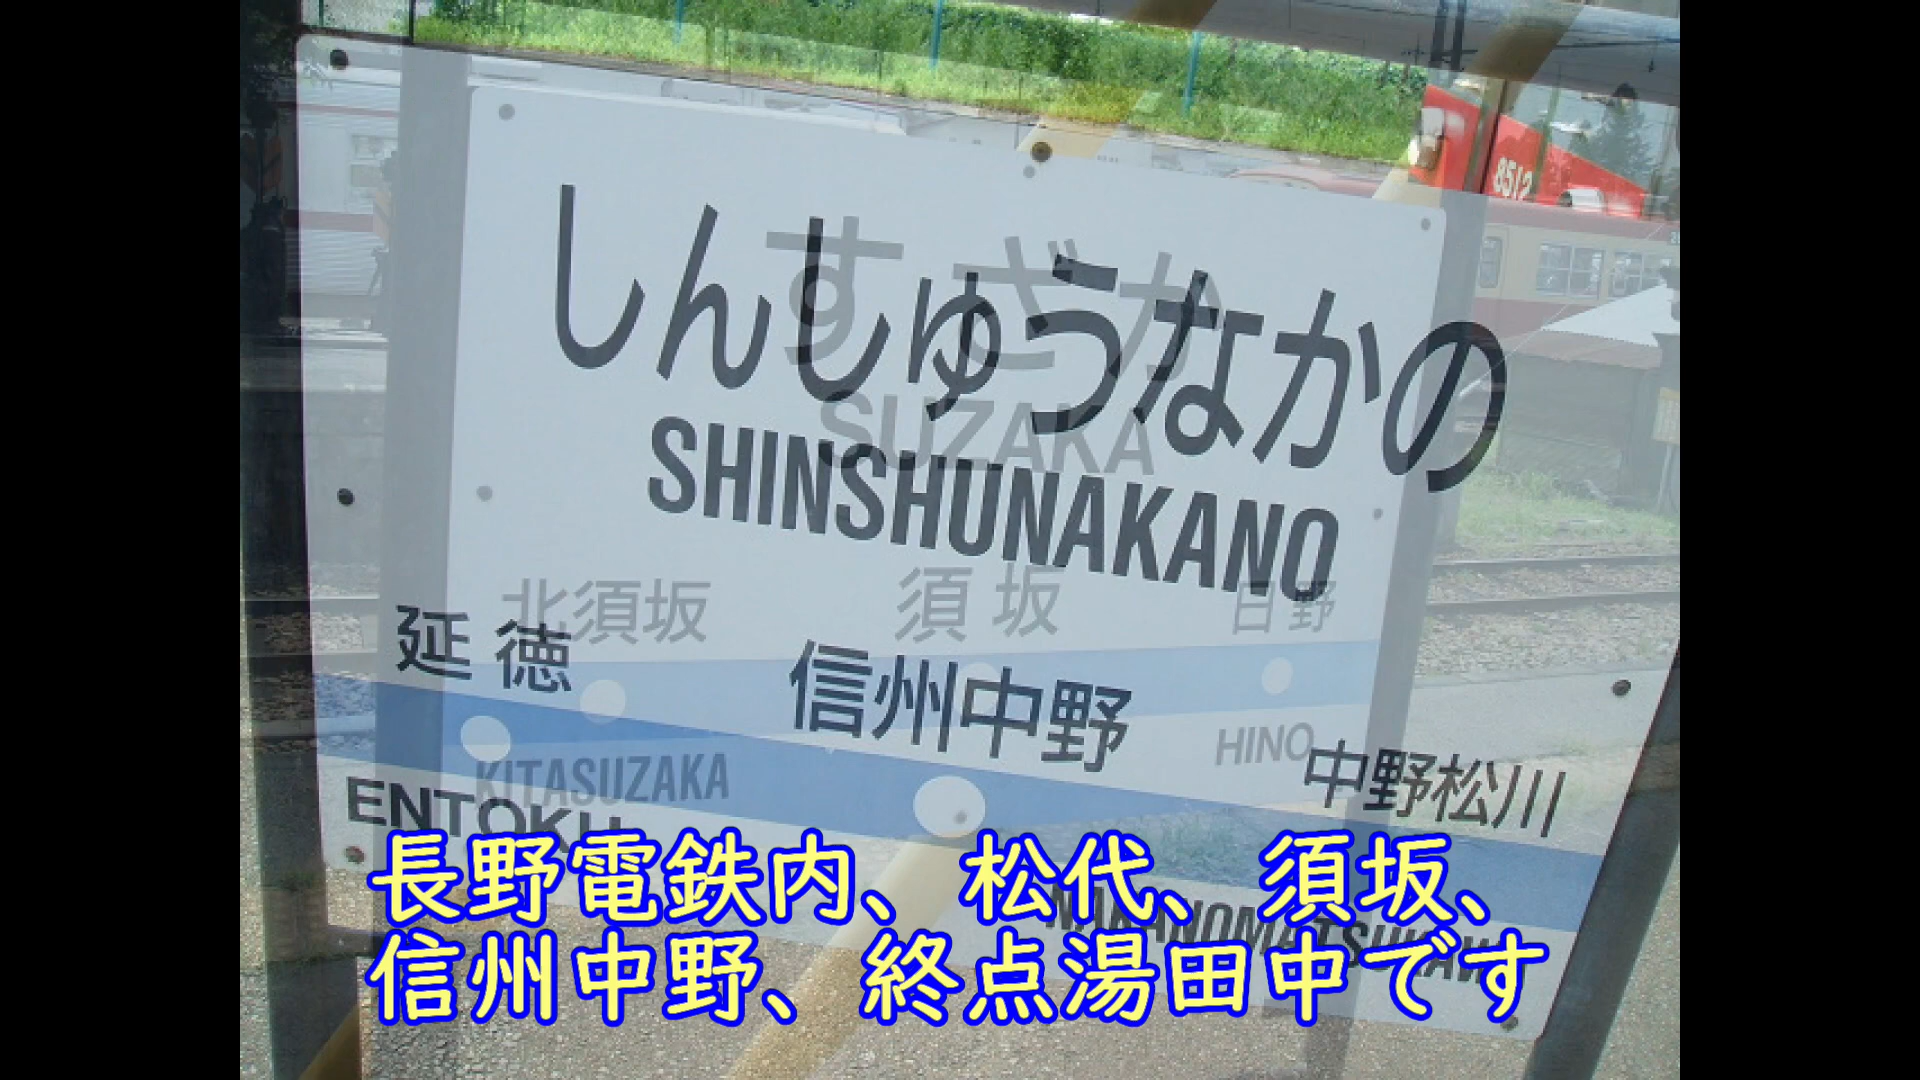 8512
すざか
SUZAKA
しんしゅうなかの
SHINSHUNAKANO
北須坂 須坂 日野
延徳 信州中野 中野松川
KITASUZAKA HINO
ENTOKU
長野電鉄内、松代、須坂、
信州中野、終点湯田中です